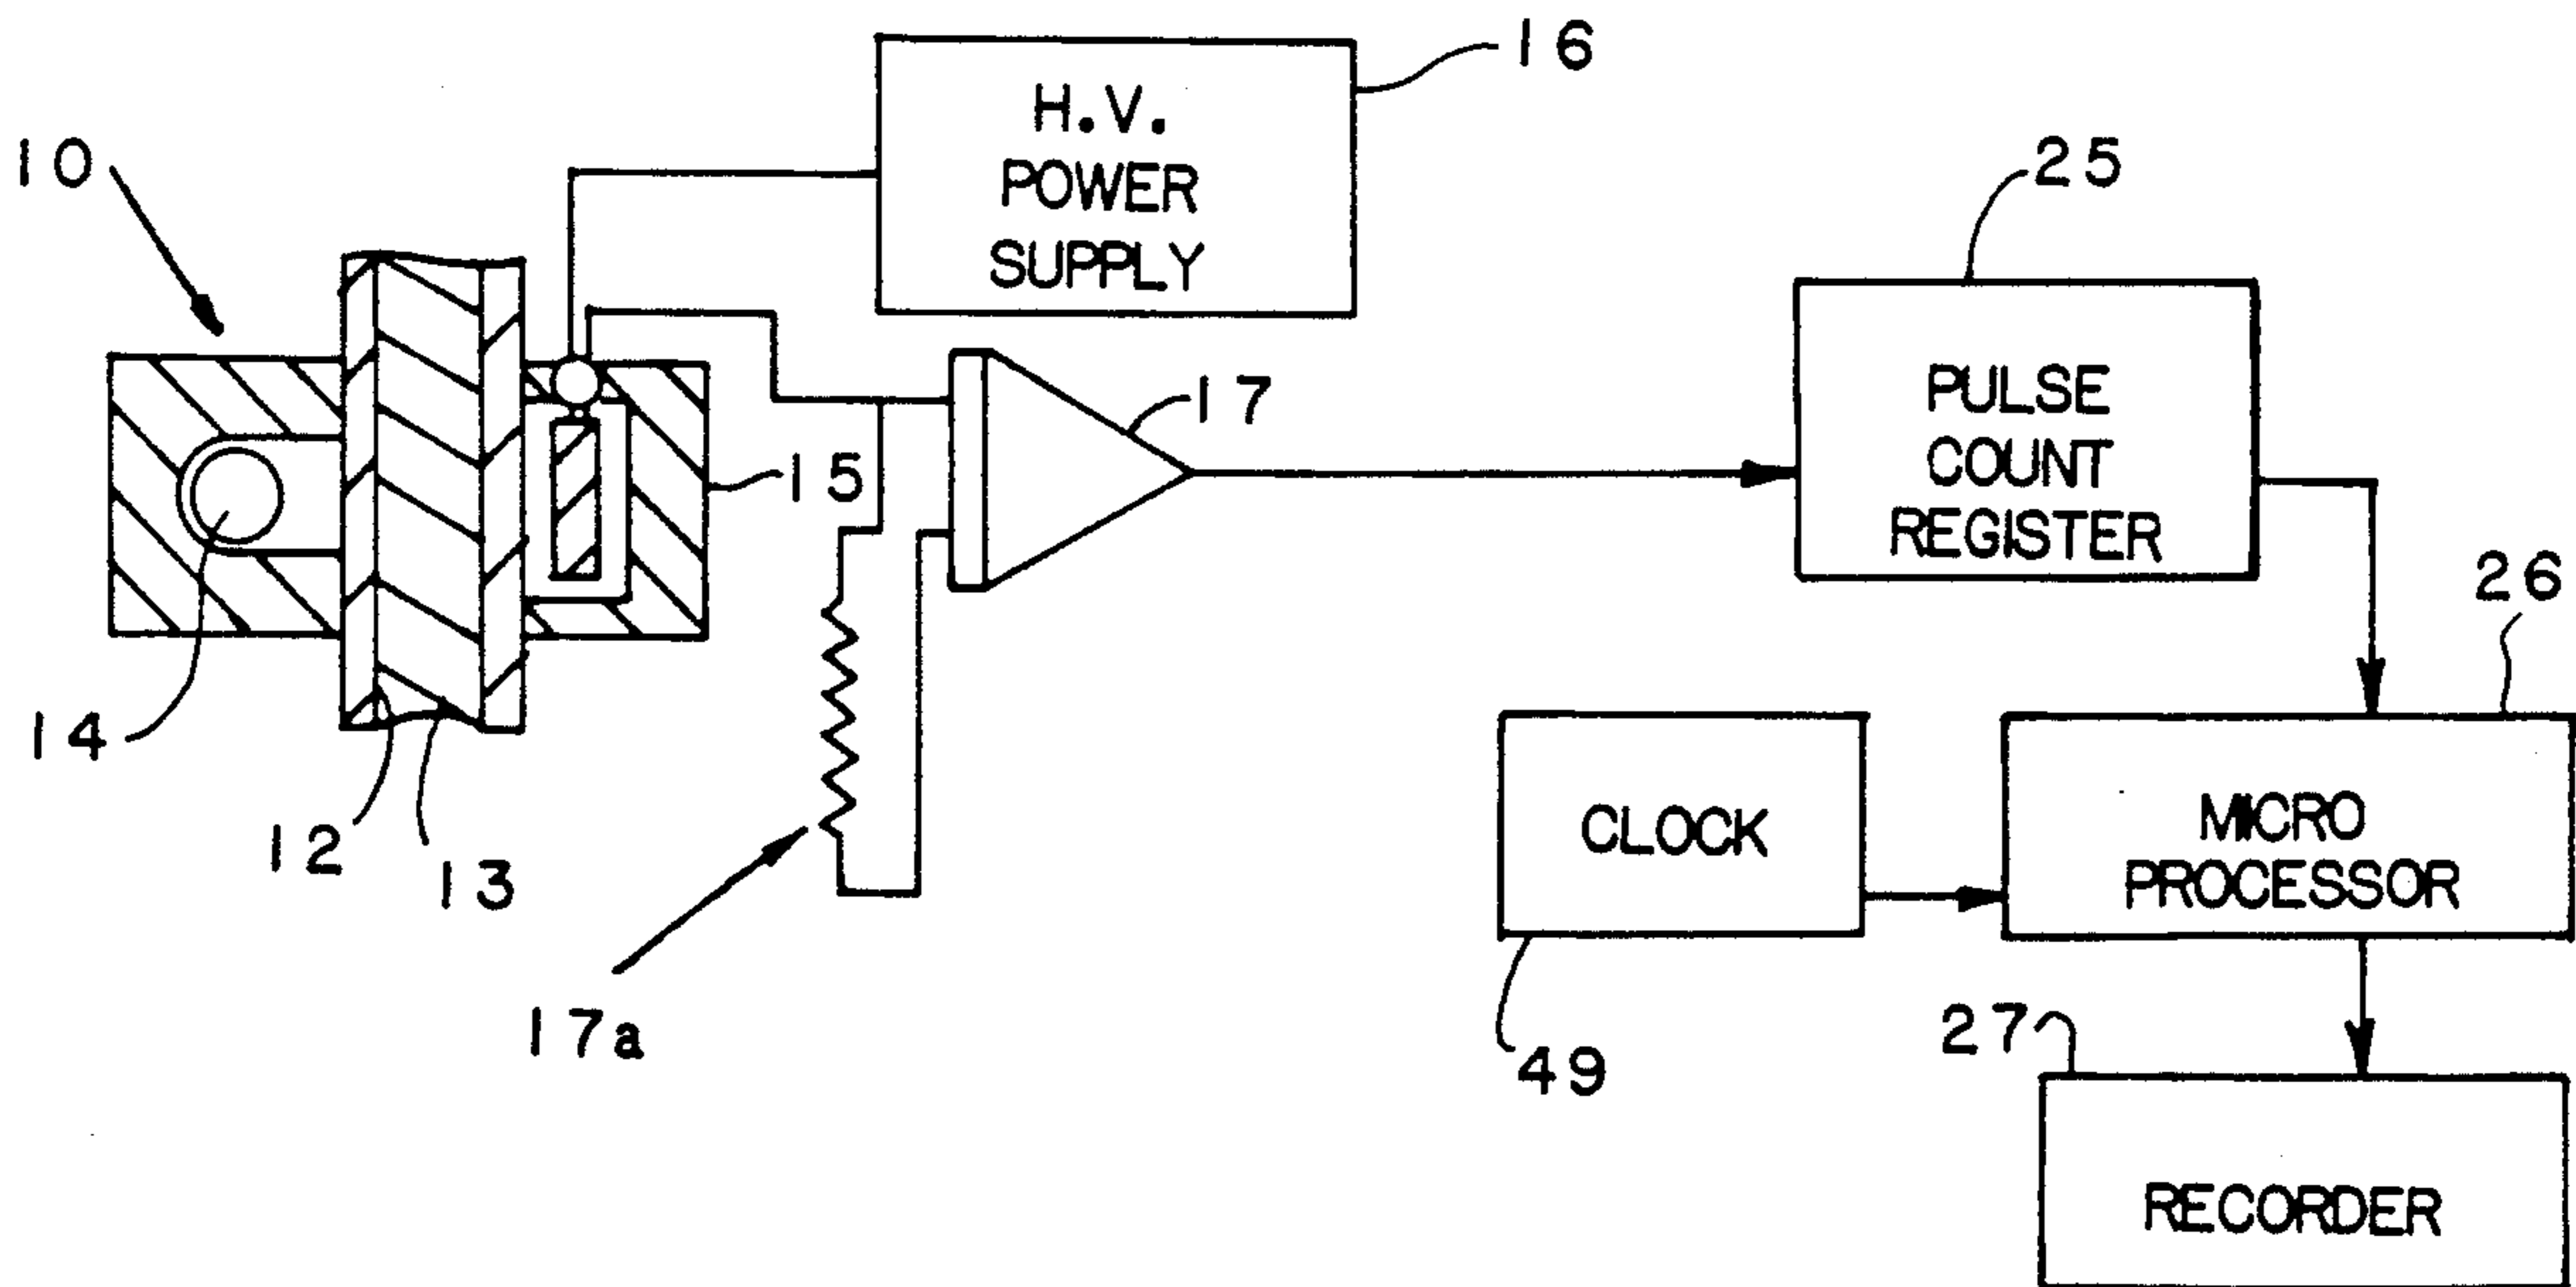 16
H.V.
POWER
SUPPLY
10
25
PULSE
COUNT
REGISTER
17
15
26
14
12
13
CLOCK
MICRO
PROCESSOR
17a
49
27
RECORDER